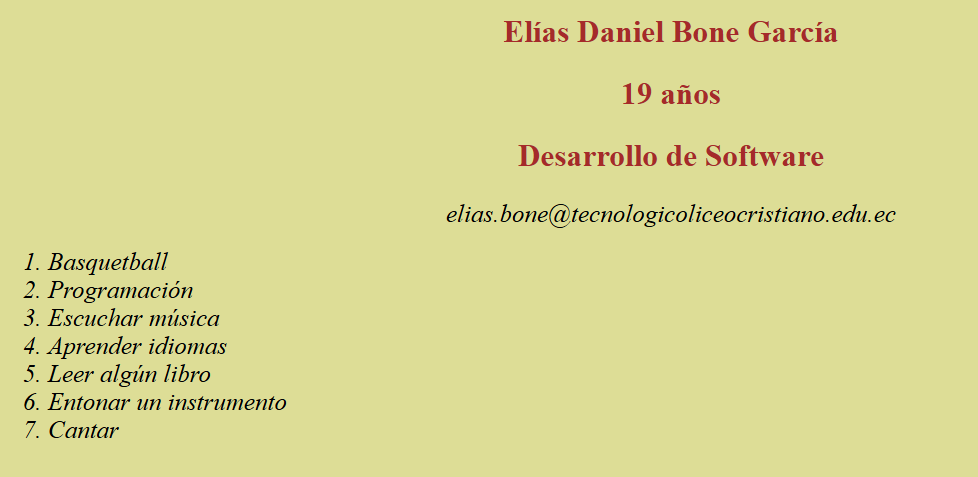 Elías Daniel Bone García
19 años
Desarrollo de Software
elias.bone@tecnologicoliceocristiano.edu.ec
1. Basquetball
2. Programación
3. Escuchar música
4. Aprender idiomas
5. Leer algún libro
6. Entonar un instrumento
7. Cantar